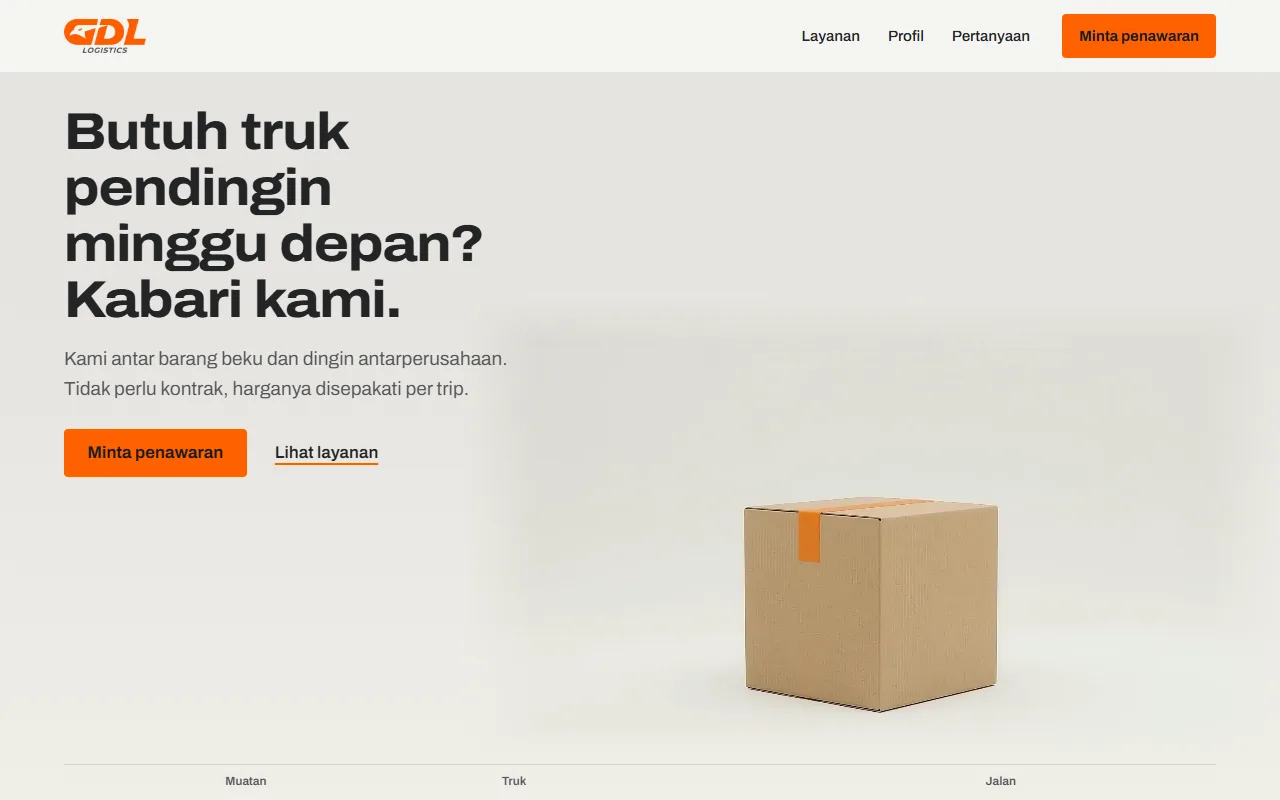 GDL
LOGISTICS
Layanan
Profil
Pertanyaan
Minta penawaran
Butuh truk
pendingin
minggu depan?
Kabari kami.
Kami antar barang beku dan dingin antarperusahaan.
Tidak perlu kontrak, harganya disepakati per trip.
Minta penawaran
Lihat layanan
Muatan
Truk
Jalan